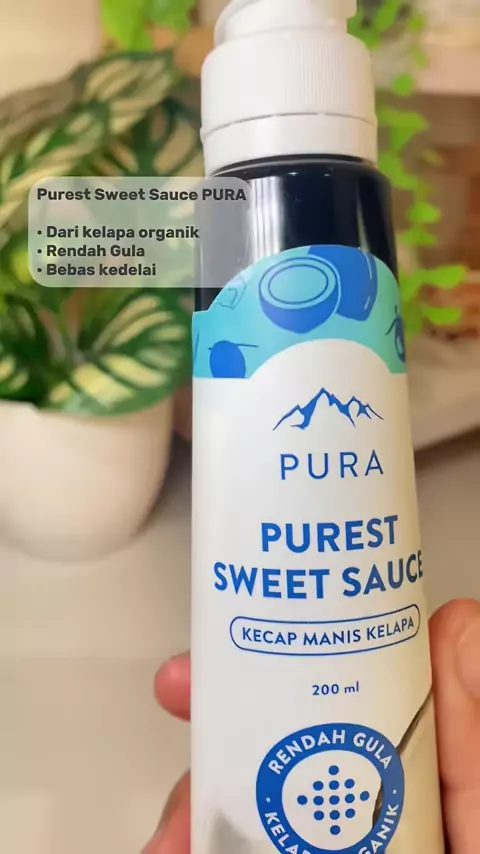 Purest Sweet Sauce PURA
• Dari kelapa organik
• Rendah Gula
• Bebas kedelai
PURA
PUREST
SWEET SAUCE
KECAP MANIS KELAPA
200 ml
RENDAH GULA